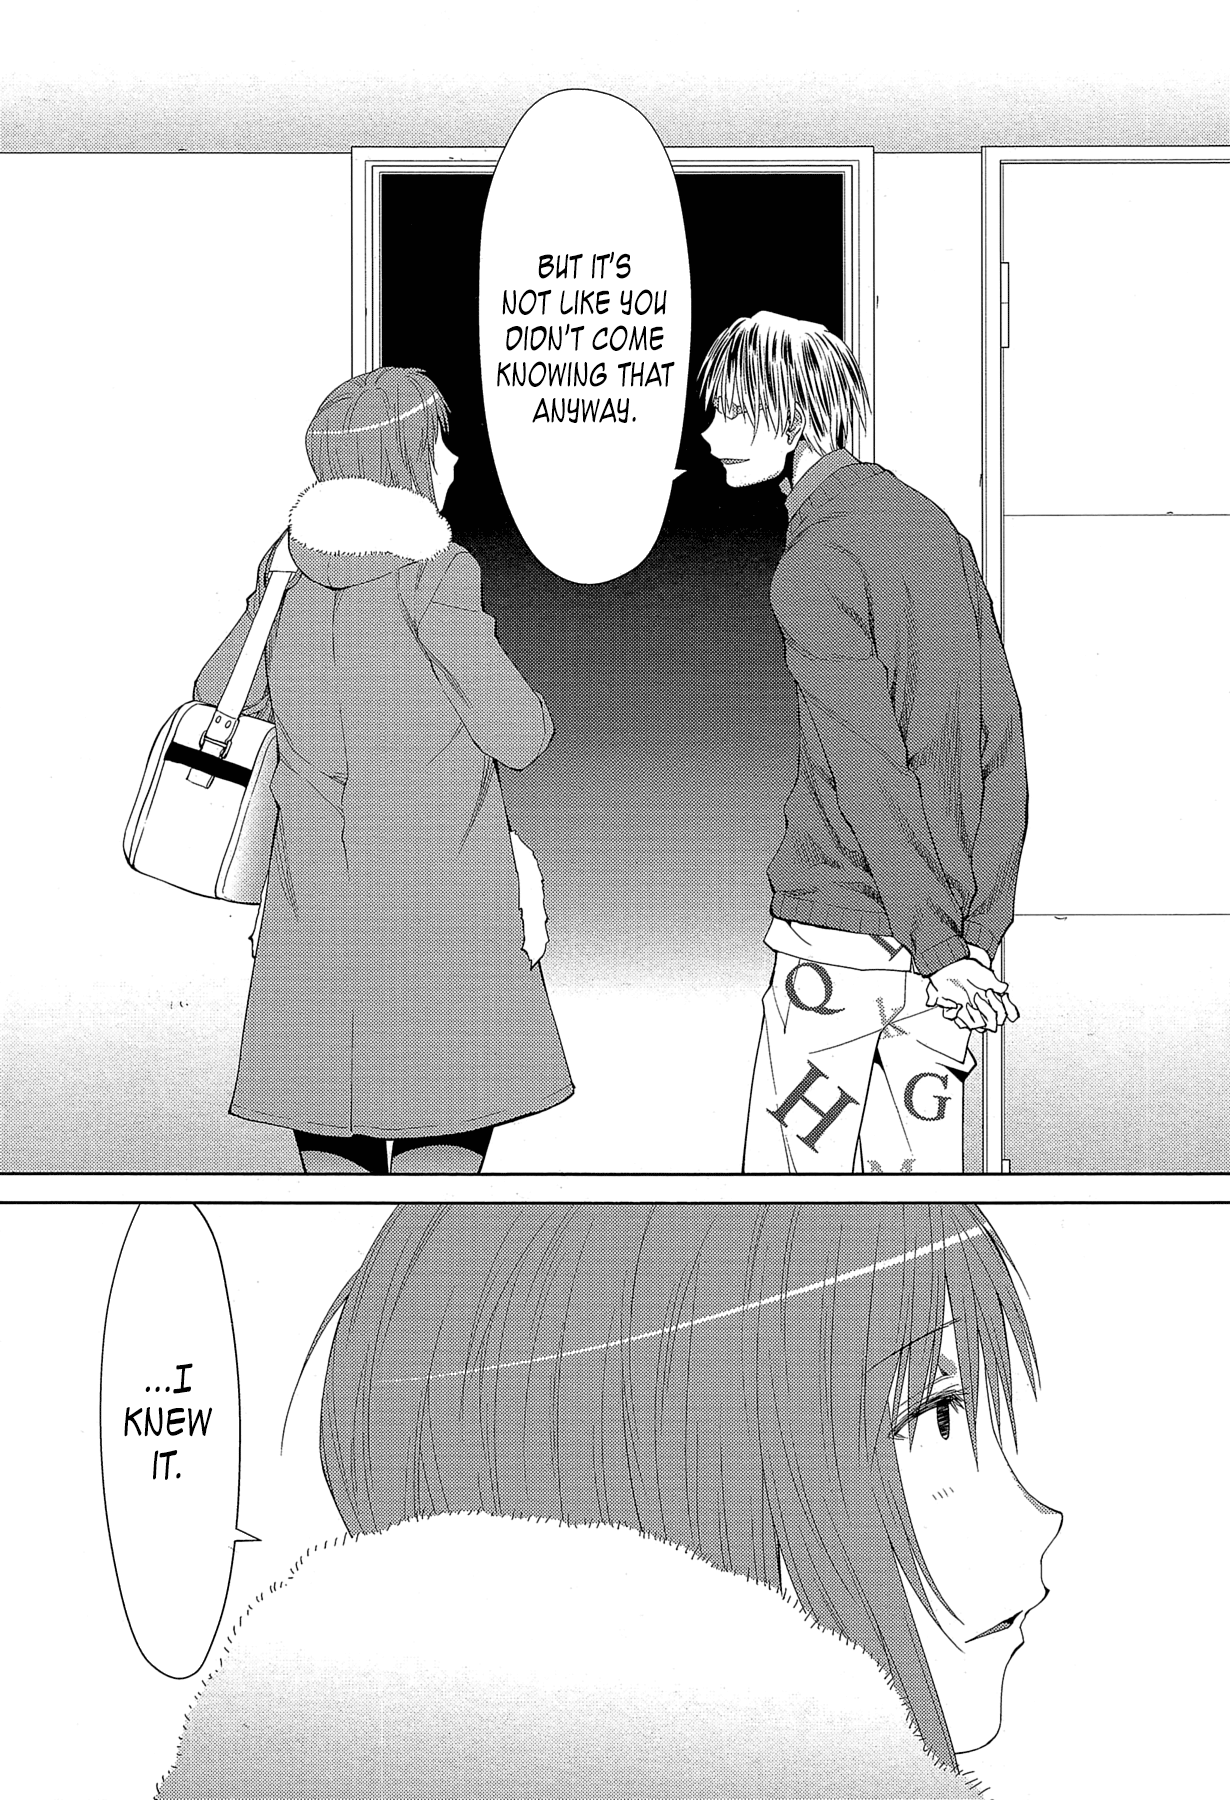 BUT IT'S
NOT LIKE YOU
DIDN'T COME
KNOWING THAT
ANYWAY.
Q
K
H
G
...I
KNEW
IT.